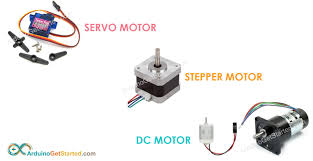 SERVO MOTOR
STEPPER MOTOR
DC MOTOR
ArduinoGetStarted.com